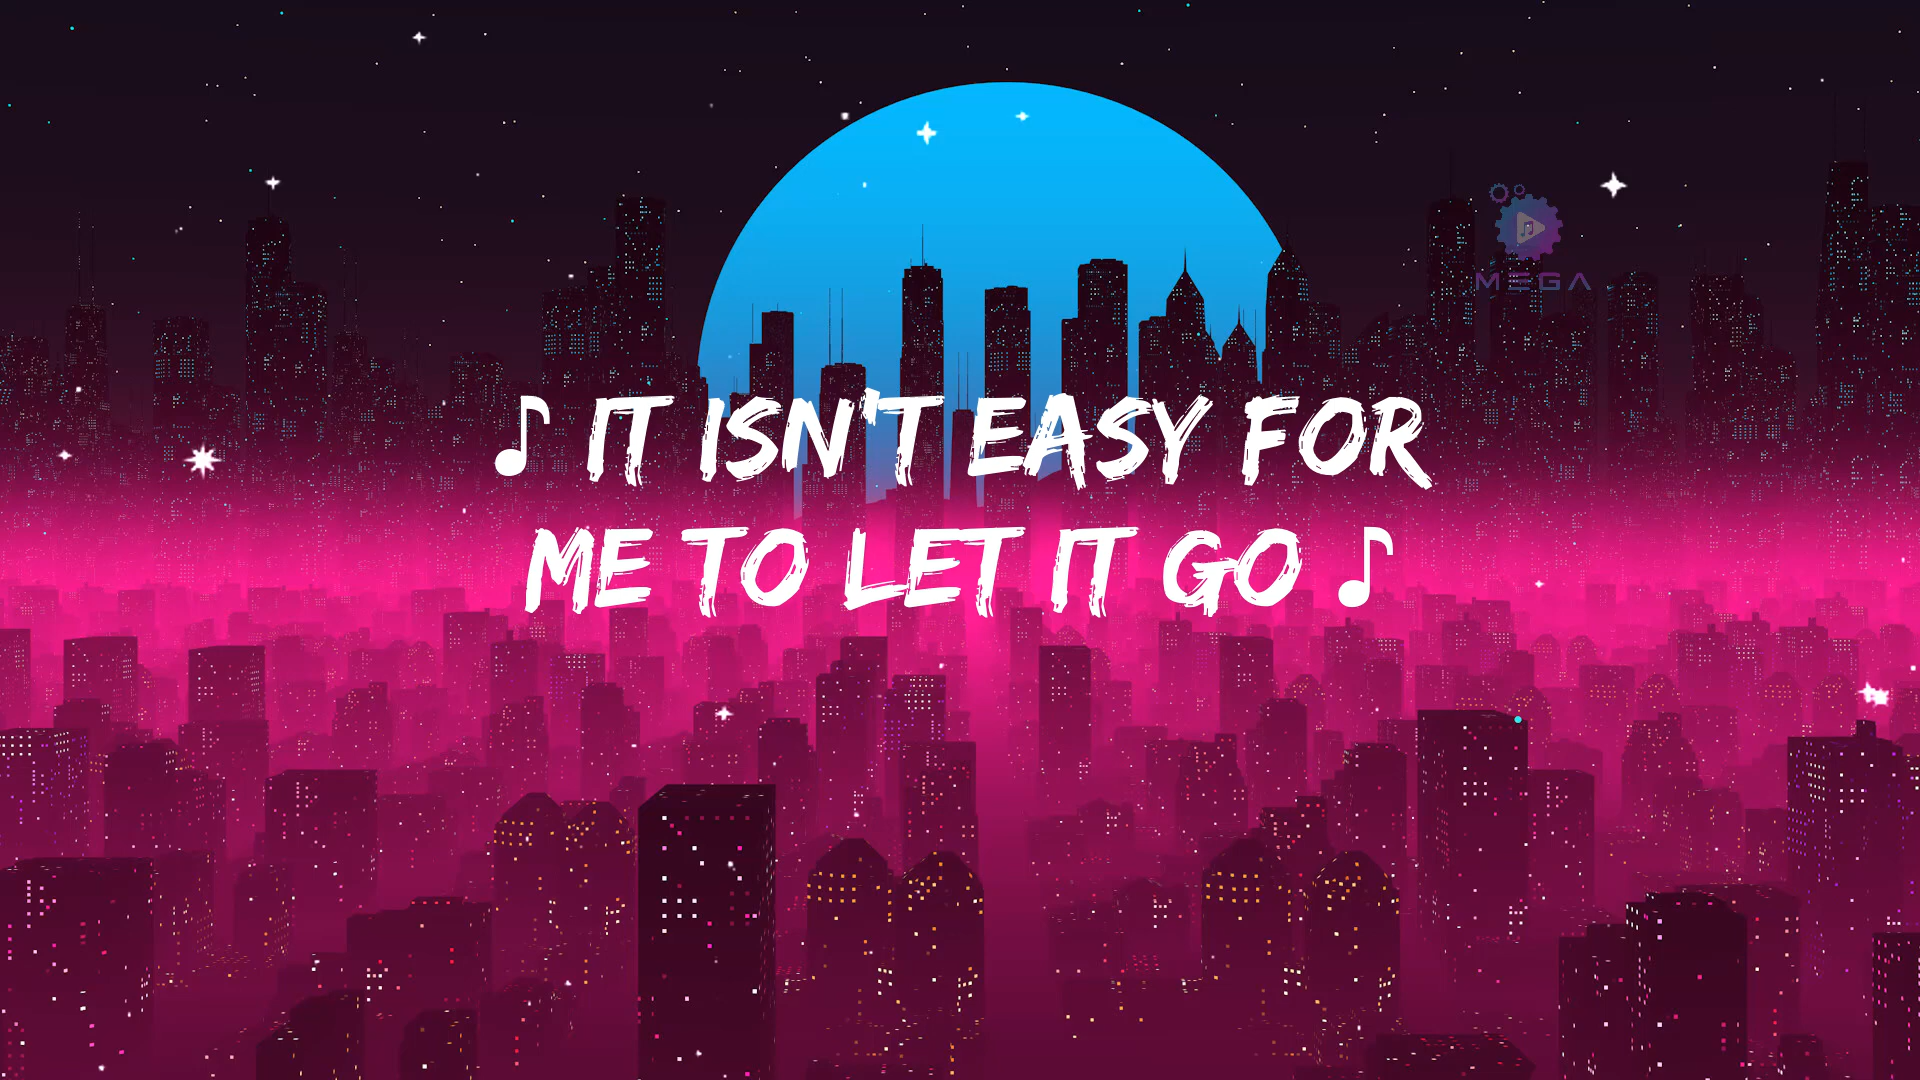 MEGA
♪ IT ISN'T EASY FOR
ME TO LET IT GO ♪